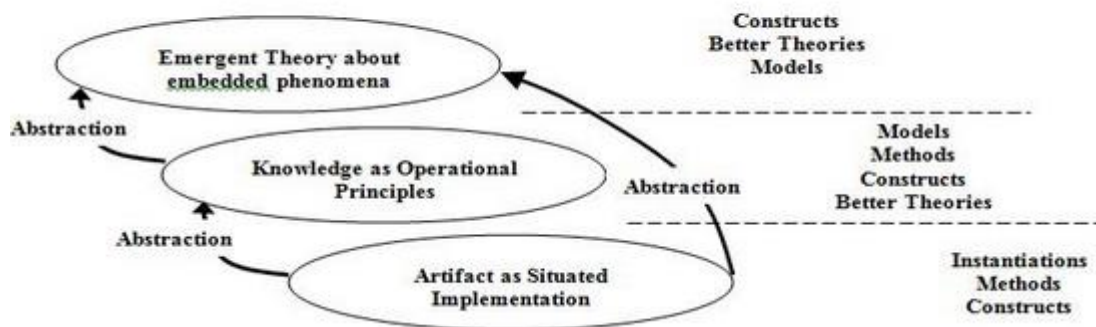 Constructs
Better Theories
Models
Emergent Theory about
embedded phenomena
Abstraction
Models
Methods
Constructs
Better Theories
Knowledge as Operational
Principles
Abstraction
Abstraction
Artifact as Situated
Implementation
Instantiations
Methods
Constructs